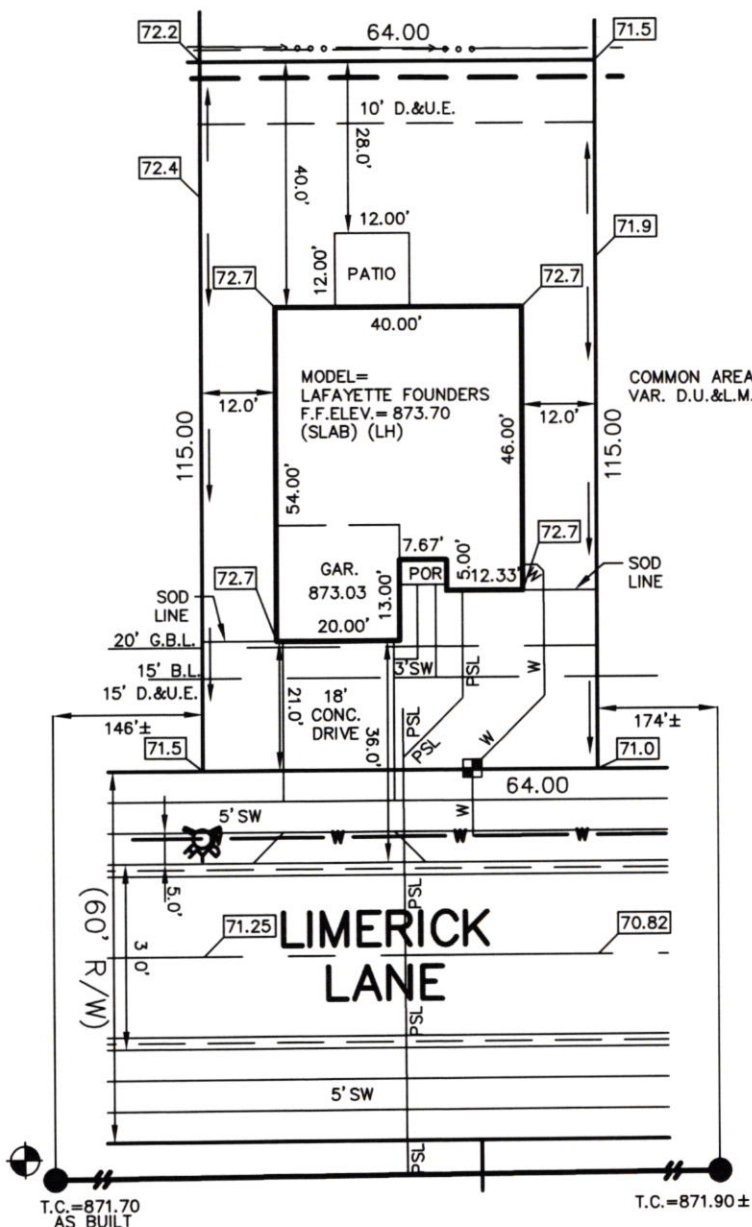 72.2
64.00
71.5
10' D.&U.E.
28.0'
40.0'
72.4
71.9
12.00'
12.00'
PATIO
72.7
72.7
40.00'
MODEL=
LAFAYETTE FOUNDERS
F.F.ELEV.= 873.70
(SLAB) (LH)
COMMON AREA
VAR. D.U.&L.M.
12.0'
12.0'
115.00
115.00
46.00'
54.00'
7.67'
72.7
72.7
GAR.
873.03
POR
5.00'
12.33'
W
13.00'
SOD
LINE
SOD
LINE
20.00'
20' G.B.L.
15' B.L.
15' D.&U.E.
3'SW
PSL
W
146'±
174'±
21.0'
18'
CONC.
DRIVE
36.0'
PSL
PSL
W
71.5
71.0
64.00
W
5' SW
W
W
W
5.0'
(60' R/W)
3 .0'
PSL
71.25
70.82
LIMERICK
LANE
PSL
5' SW
PSL
T.C.=871.70
AS BUILT
T.C.=871.90±